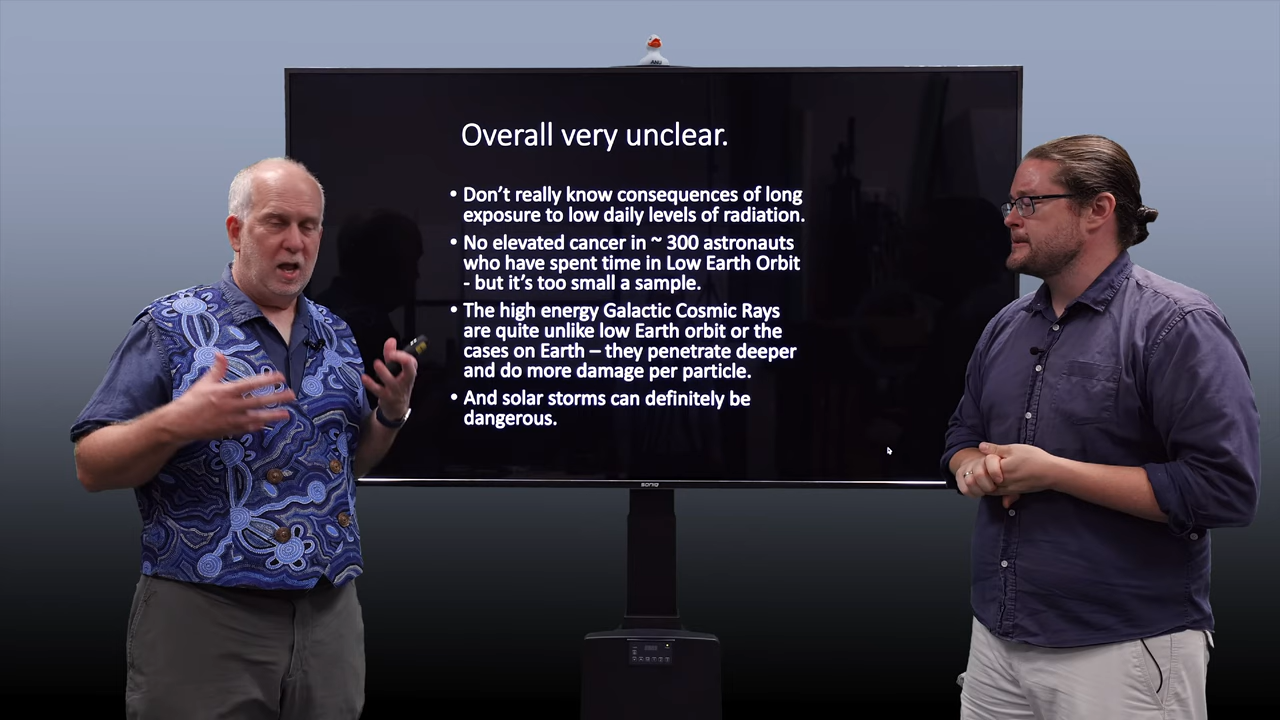 ANU
Overall very unclear.
• Don’t really know consequences of long
exposure to low daily levels of radiation.
• No elevated cancer in ~ 300 astronauts
who have spent time in Low Earth Orbit
- but it’s too small a sample.
• The high energy Galactic Cosmic Rays
are quite unlike low Earth orbit or the
cases on Earth – they penetrate deeper
and do more damage per particle.
• And solar storms can definitely be
dangerous.
soniq